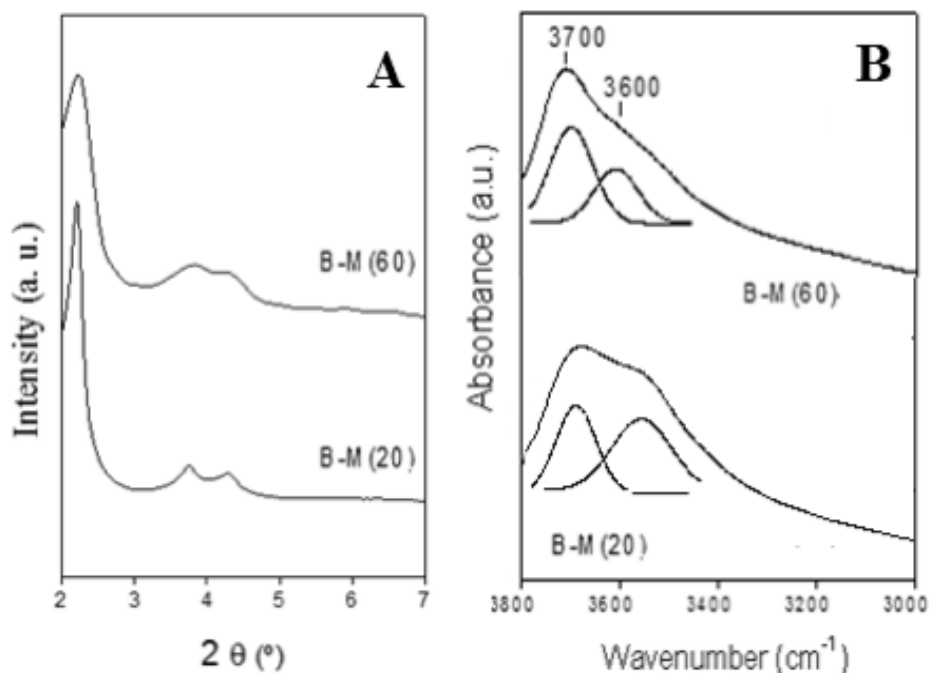 A
Intensity (a. u.)
B-M (60)
B-M (20)
2 3 4 5 6 7
2 θ (º)
B
3700
3600
Absorbance (a.u.)
B-M (60)
B-M (20)
3800 3600 3400 3200 3000
Wavenumber (cm⁻¹)